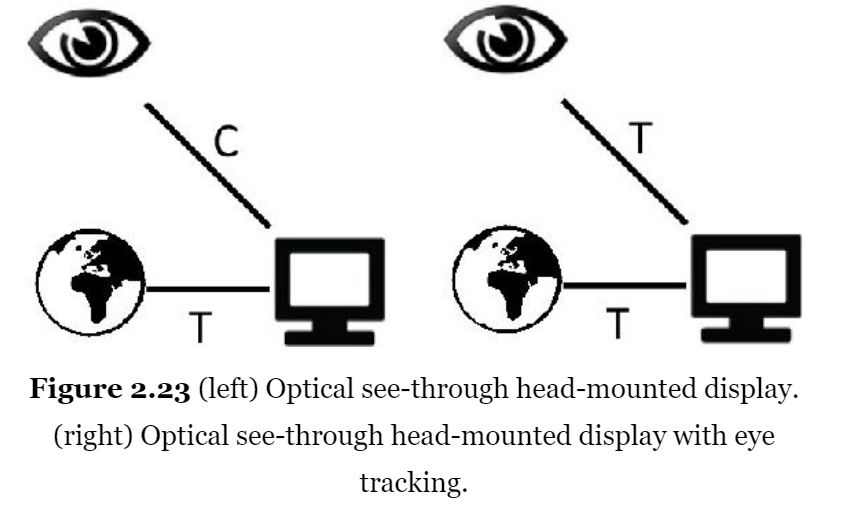 C
T
T
T
Figure 2.23 (left) Optical see-through head-mounted display.
(right) Optical see-through head-mounted display with eye
tracking.